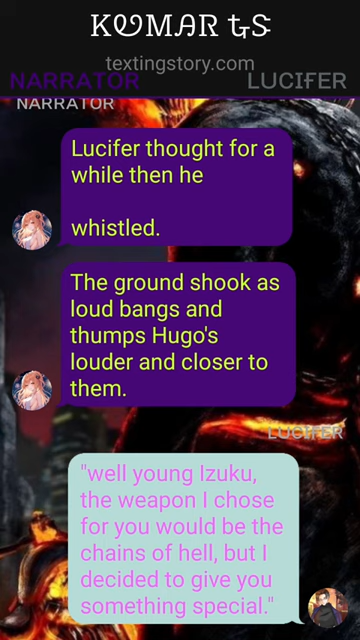 KUMAR GS
textingstory.com
NARRATOR LUCIFER
NARRATOR
Lucifer thought for a
while then he
whistled.
The ground shook as
loud bangs and
thumps Hugo's
louder and closer to
them.
LUCIFER
"well young Izuku,
the weapon I chose
for you would be the
chains of hell, but I
decided to give you
something special."